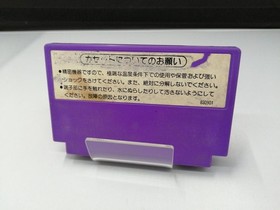 カセットについてのお願い
●精密機器ですので、極端な温度条件下での使用や保管および強い
ショックをさけてください。また、絶対に分解しないでください。
●端子部に手を触れたり、水にぬらしたりして汚さないようにして
ください。故障の原因となります。